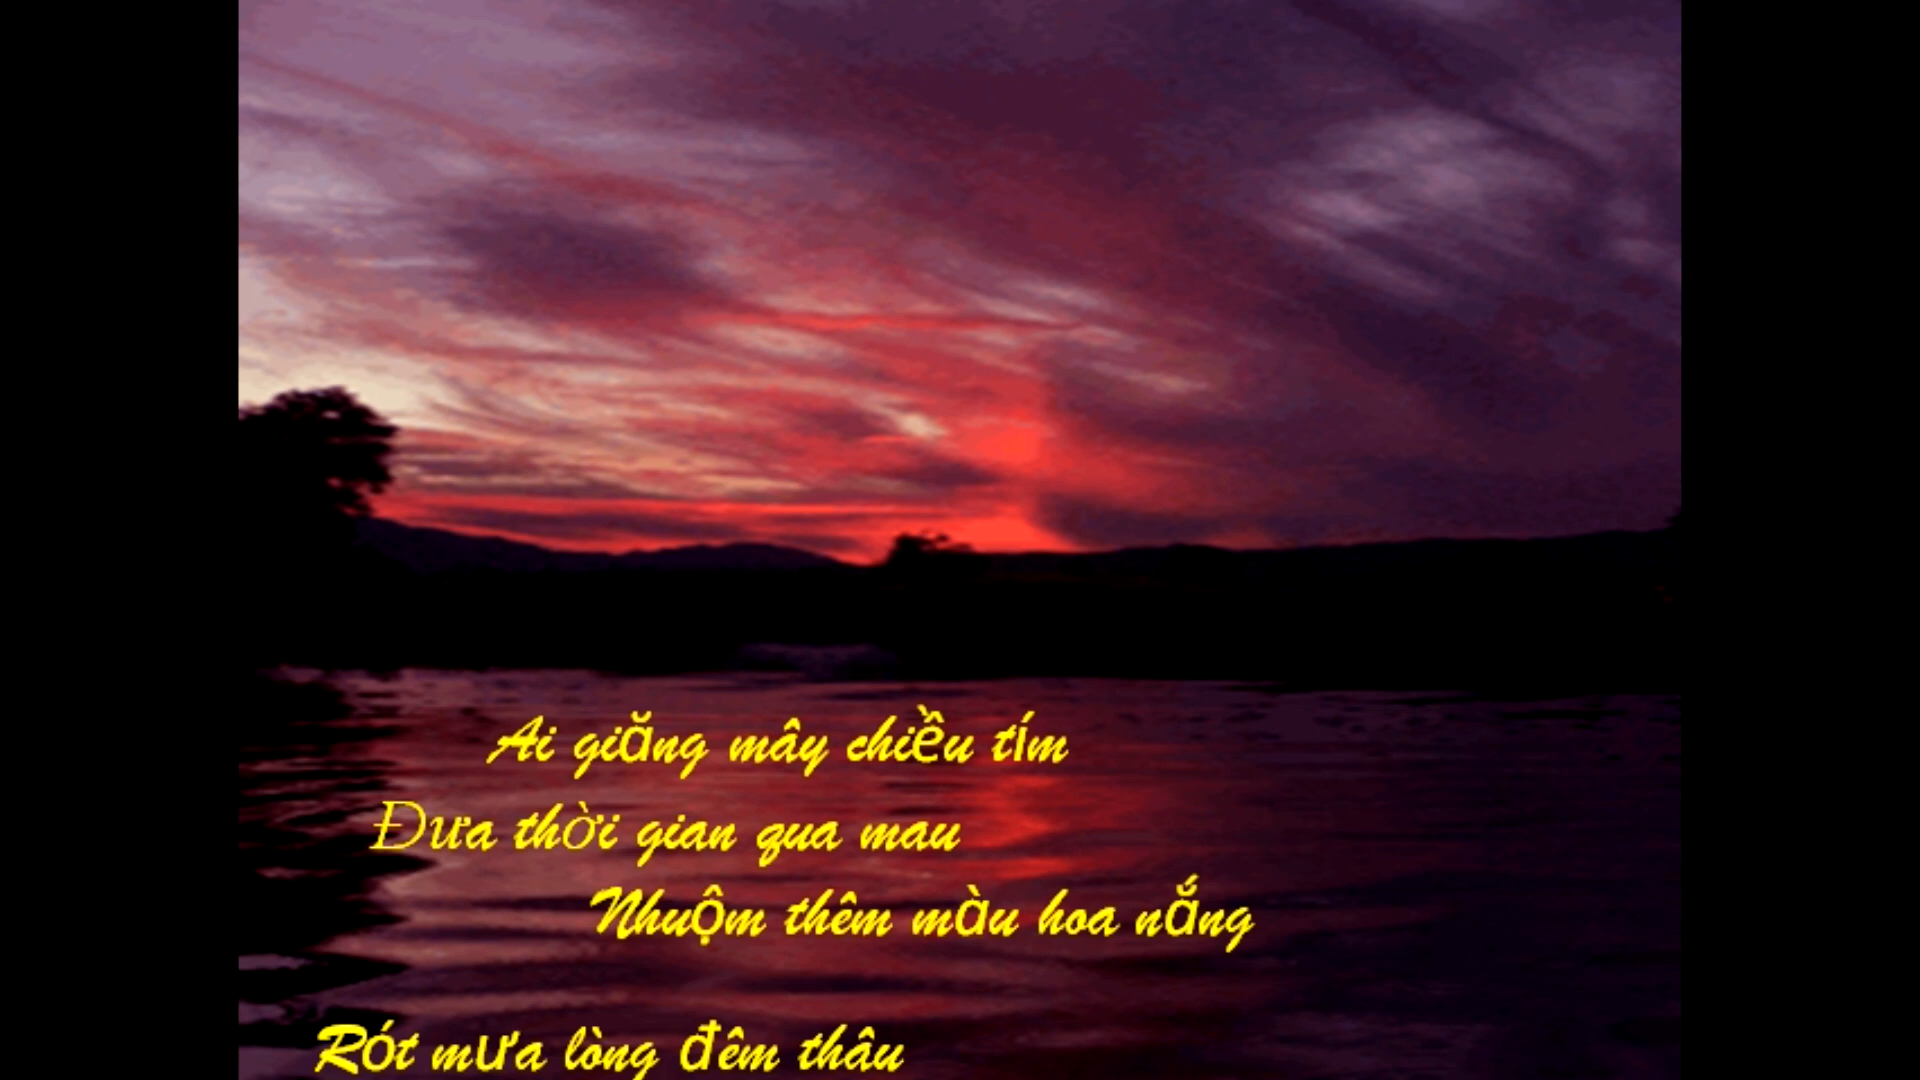 Ai giăng mây chiều tím
Đưa thời gian qua mau
Nhuộm thêm màu hoa nắng
Rót mưa lòng đêm thâu